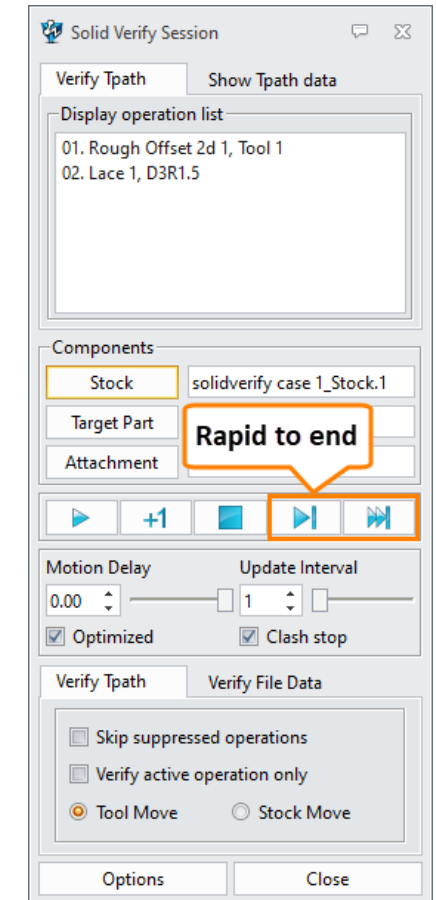 Solid Verify Session
Verify Tpath Show Tpath data
Display operation list
01. Rough Offset 2d 1, Tool 1
02. Lace 1, D3R1.5
Components
Stock solidverify case 1_Stock.1
Target Part
Rapid to end
Attachment
+1
Motion Delay Update Interval
0.00 1
Optimized Clash stop
Verify Tpath Verify File Data
Skip suppressed operations
Verify active operation only
Tool Move Stock Move
Options Close